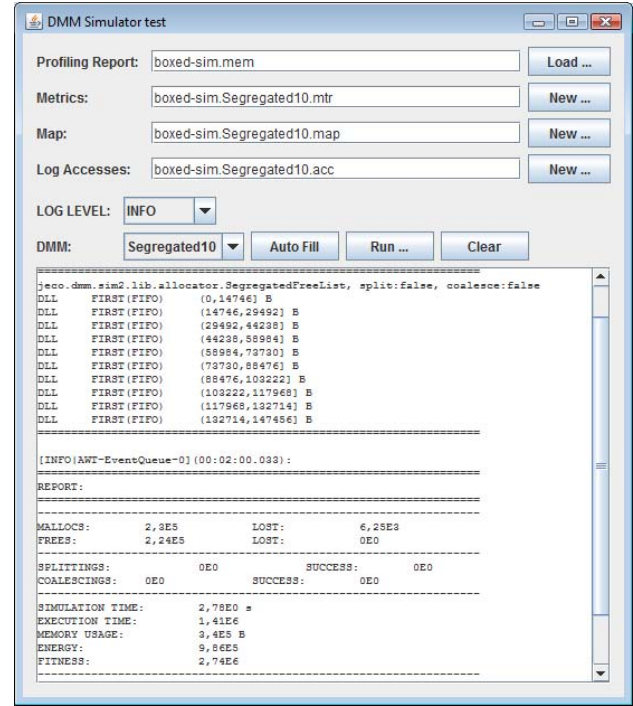 DMM Simulator test
Profiling Report: boxed-sim.mem Load ...
Metrics: boxed-sim.Segregated10.mtr New ...
Map: boxed-sim.Segregated10.map New ...
Log Accesses: boxed-sim.Segregated10.acc New ...
LOG LEVEL: INFO
DMM: Segregated10 Auto Fill Run ... Clear
================================================================
jeco.dmm.sim2.lib.allocator.SegregatedFreeList, split:false, coalesce:false
DLL FIRST(FIFO) (0,14746] B
DLL FIRST(FIFO) (14746,29492] B
DLL FIRST(FIFO) (29492,44238] B
DLL FIRST(FIFO) (44238,58984] B
DLL FIRST(FIFO) (58984,73730] B
DLL FIRST(FIFO) (73730,88476] B
DLL FIRST(FIFO) (88476,103222] B
DLL FIRST(FIFO) (103222,117968] B
DLL FIRST(FIFO) (117968,132714] B
DLL FIRST(FIFO) (132714,147456] B
================================================================
[INFO|AWT-EventQueue-0](00:02:00.033):
================================================================
REPORT:
================================================================
----------------------------------------------------------------
MALLOCS: 2,3E5 LOST: 6,25E3
FREES: 2,24E5 LOST: 0E0
----------------------------------------------------------------
SPLITTINGS: 0E0 SUCCESS: 0E0
COALESCINGS: 0E0 SUCCESS: 0E0
----------------------------------------------------------------
SIMULATION TIME: 2,78E0 s
EXECUTION TIME: 1,41E6
MEMORY USAGE: 3,4E5 B
ENERGY: 9,86E5
FITNESS: 2,74E6
----------------------------------------------------------------